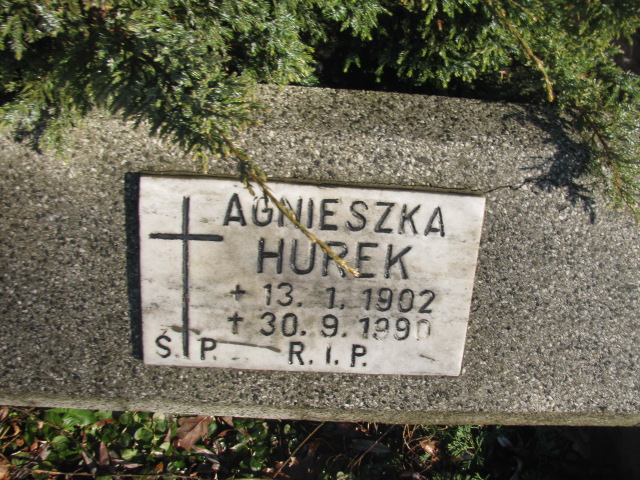 AGNIESZKA
HUREK
+ 13. 1. 1902
+ 30. 9. 1990
Ś. P. R. I. P.